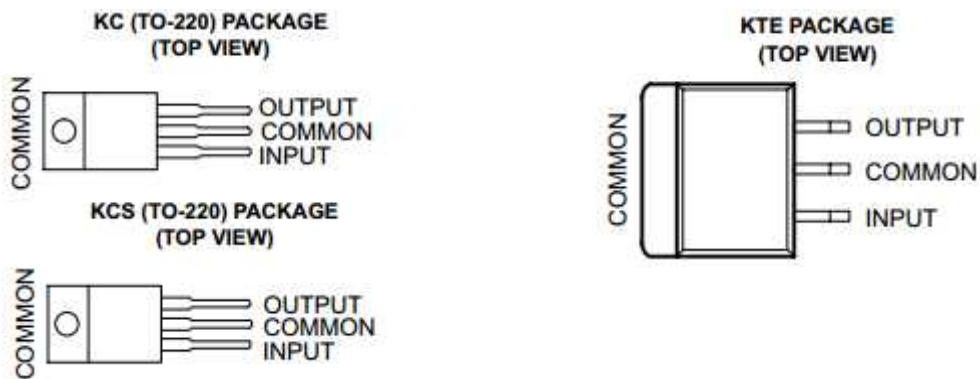 KC (TO-220) PACKAGE
(TOP VIEW)
COMMON
OUTPUT
COMMON
INPUT
KCS (TO-220) PACKAGE
(TOP VIEW)
COMMON
OUTPUT
COMMON
INPUT
KTE PACKAGE
(TOP VIEW)
COMMON
OUTPUT
COMMON
INPUT